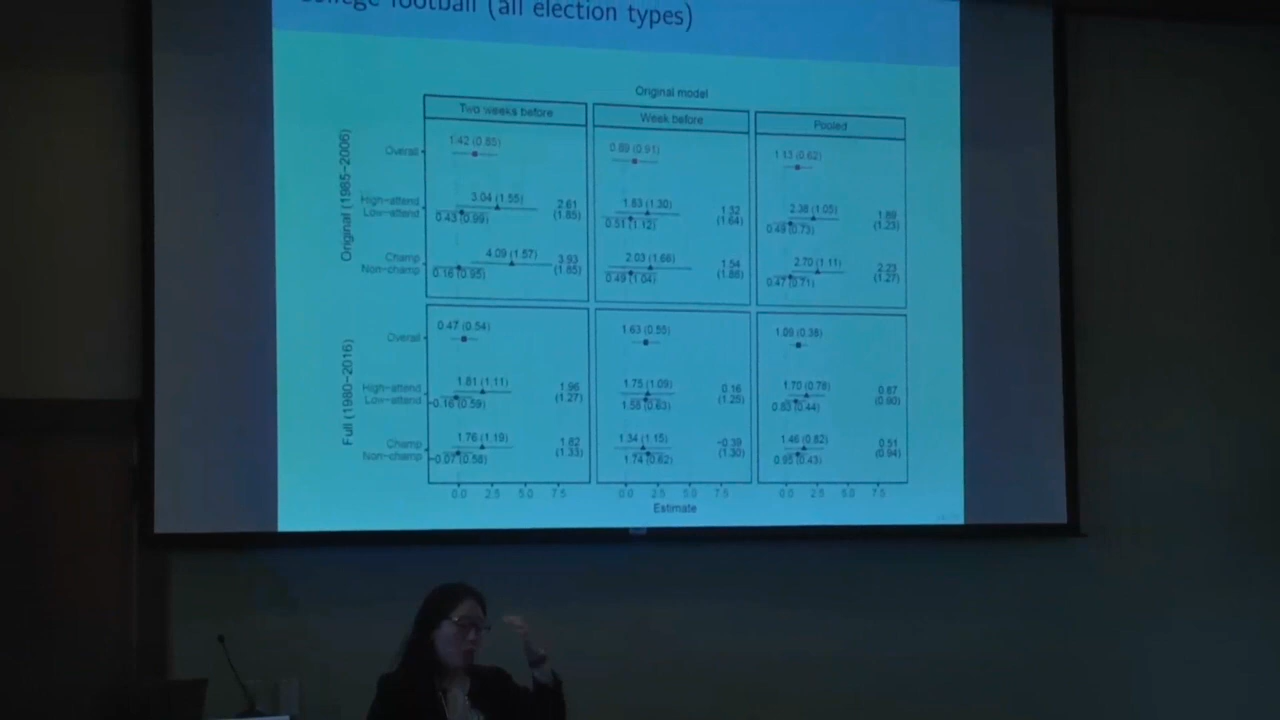 College football (all election types)
Original model
Two weeks before
Week before
Pooled
Original (1985–2006)
Overall
1.42 (0.85)
0.89 (0.91)
1.13 (0.62)
High–attend
3.04 (1.55)
2.61
1.83 (1.30)
1.32
2.38 (1.05)
1.89
Low–attend
0.43 (0.99)
(1.85)
0.51 (1.12)
(1.64)
0.49 (0.73)
(1.23)
Champ
4.09 (1.57)
3.93
2.03 (1.66)
1.54
2.70 (1.11)
2.23
Non–champ
0.16 (0.95)
(1.85)
0.49 (1.04)
(1.86)
0.47 (0.71)
(1.27)
Full (1980–2016)
Overall
0.47 (0.54)
1.63 (0.55)
1.09 (0.38)
High–attend
1.81 (1.11)
1.96
1.75 (1.09)
0.16
1.70 (0.78)
0.87
Low–attend
−0.16 (0.59)
(1.27)
1.58 (0.63)
(1.25)
0.83 (0.44)
(0.90)
Champ
1.76 (1.19)
1.82
1.34 (1.15)
−0.39
1.46 (0.82)
0.51
Non–champ
−0.07 (0.58)
(1.33)
1.74 (0.62)
(1.30)
0.95 (0.43)
(0.94)
0.0 2.5 5.0 7.5
0.0 2.5 5.0 7.5
0.0 2.5 5.0 7.5
Estimate